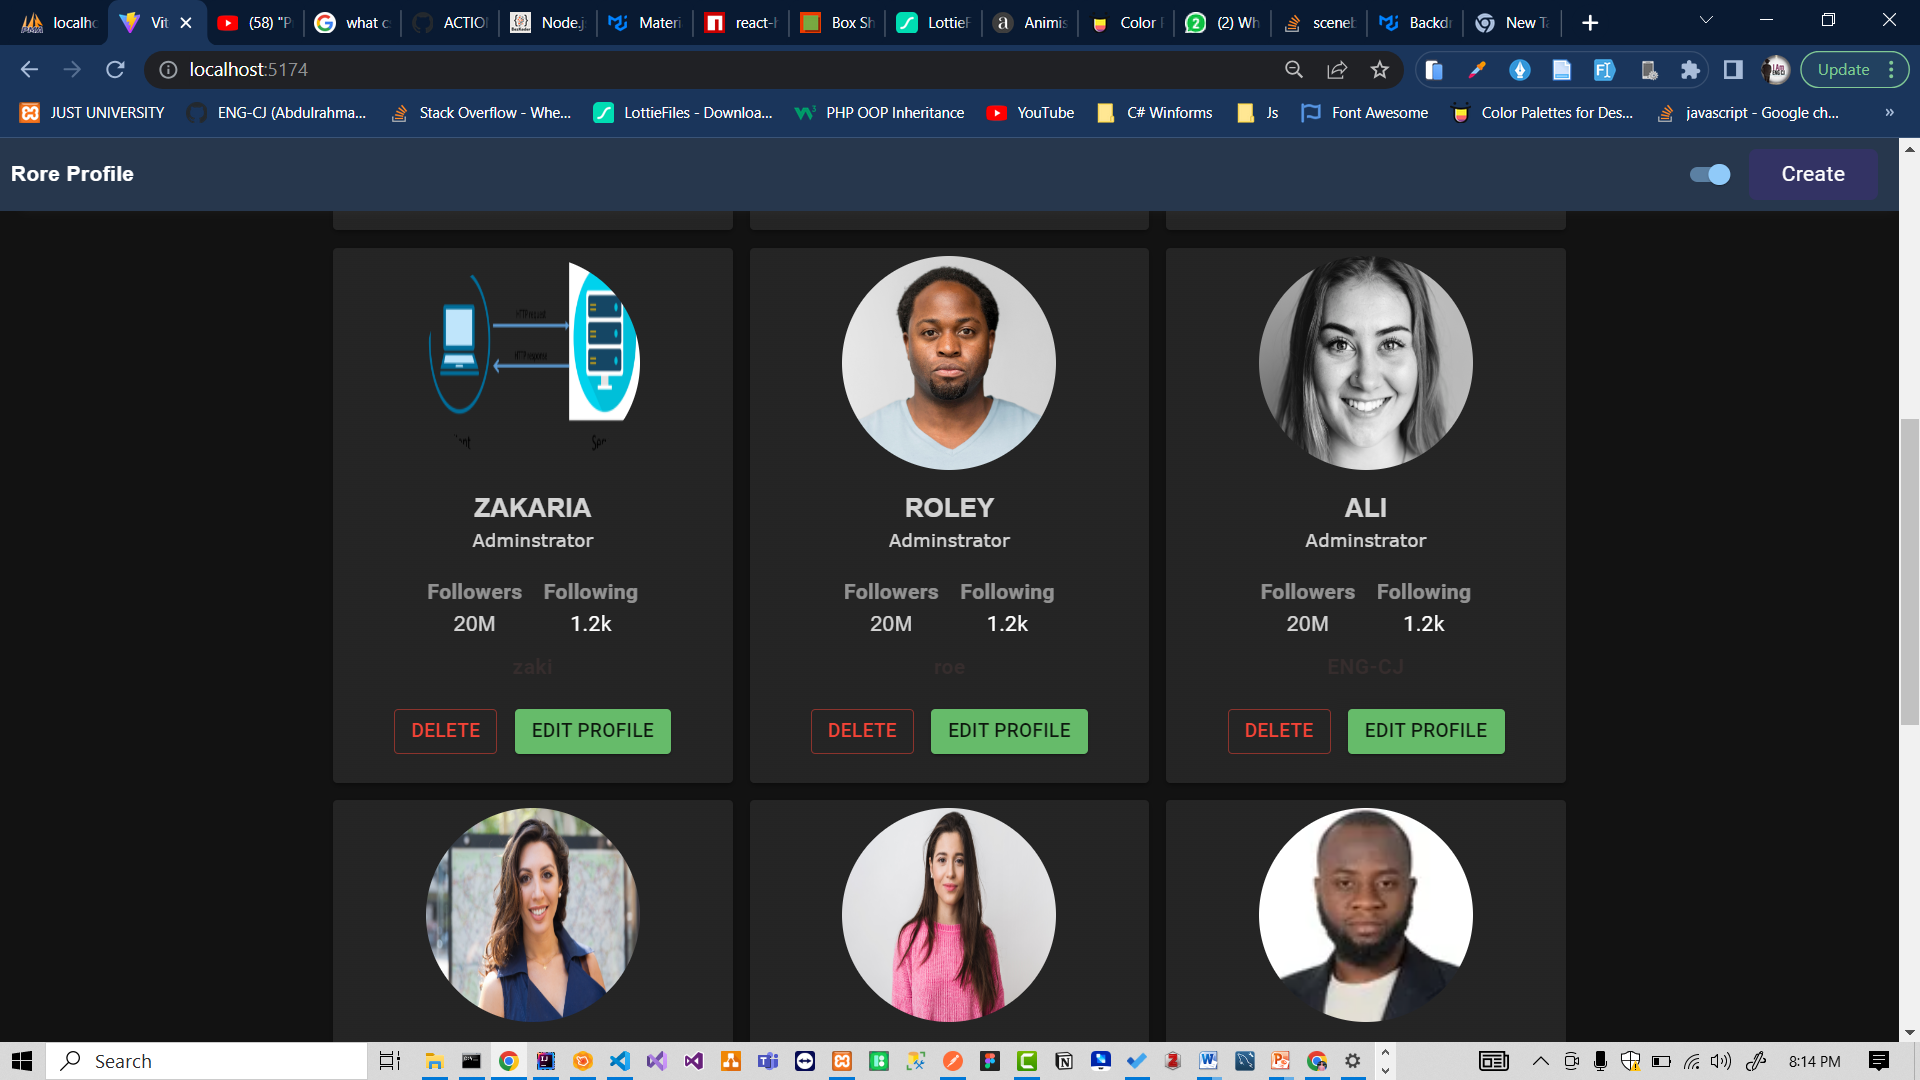 localhc
Vit
(58) "P
what c
ACTIOI
Node.j
Materi
react-h
Box Sh
LottieF
Animis
Color F
(2) Wh
sceneb
Backdr
New Ta
localhost:5174
Update
JUST UNIVERSITY
ENG-CJ (Abdulrahma...
Stack Overflow - Whe...
LottieFiles - Downloa...
PHP OOP Inheritance
YouTube
C# Winforms
Js
Font Awesome
Color Palettes for Des...
javascript - Google ch...
»
Rore Profile
Create
ZAKARIA
Adminstrator
Followers Following
20M 1.2k
zaki
DELETE EDIT PROFILE
ROLEY
Adminstrator
Followers Following
20M 1.2k
roe
DELETE EDIT PROFILE
ALI
Adminstrator
Followers Following
20M 1.2k
ENG-CJ
DELETE EDIT PROFILE
Search
8:14 PM